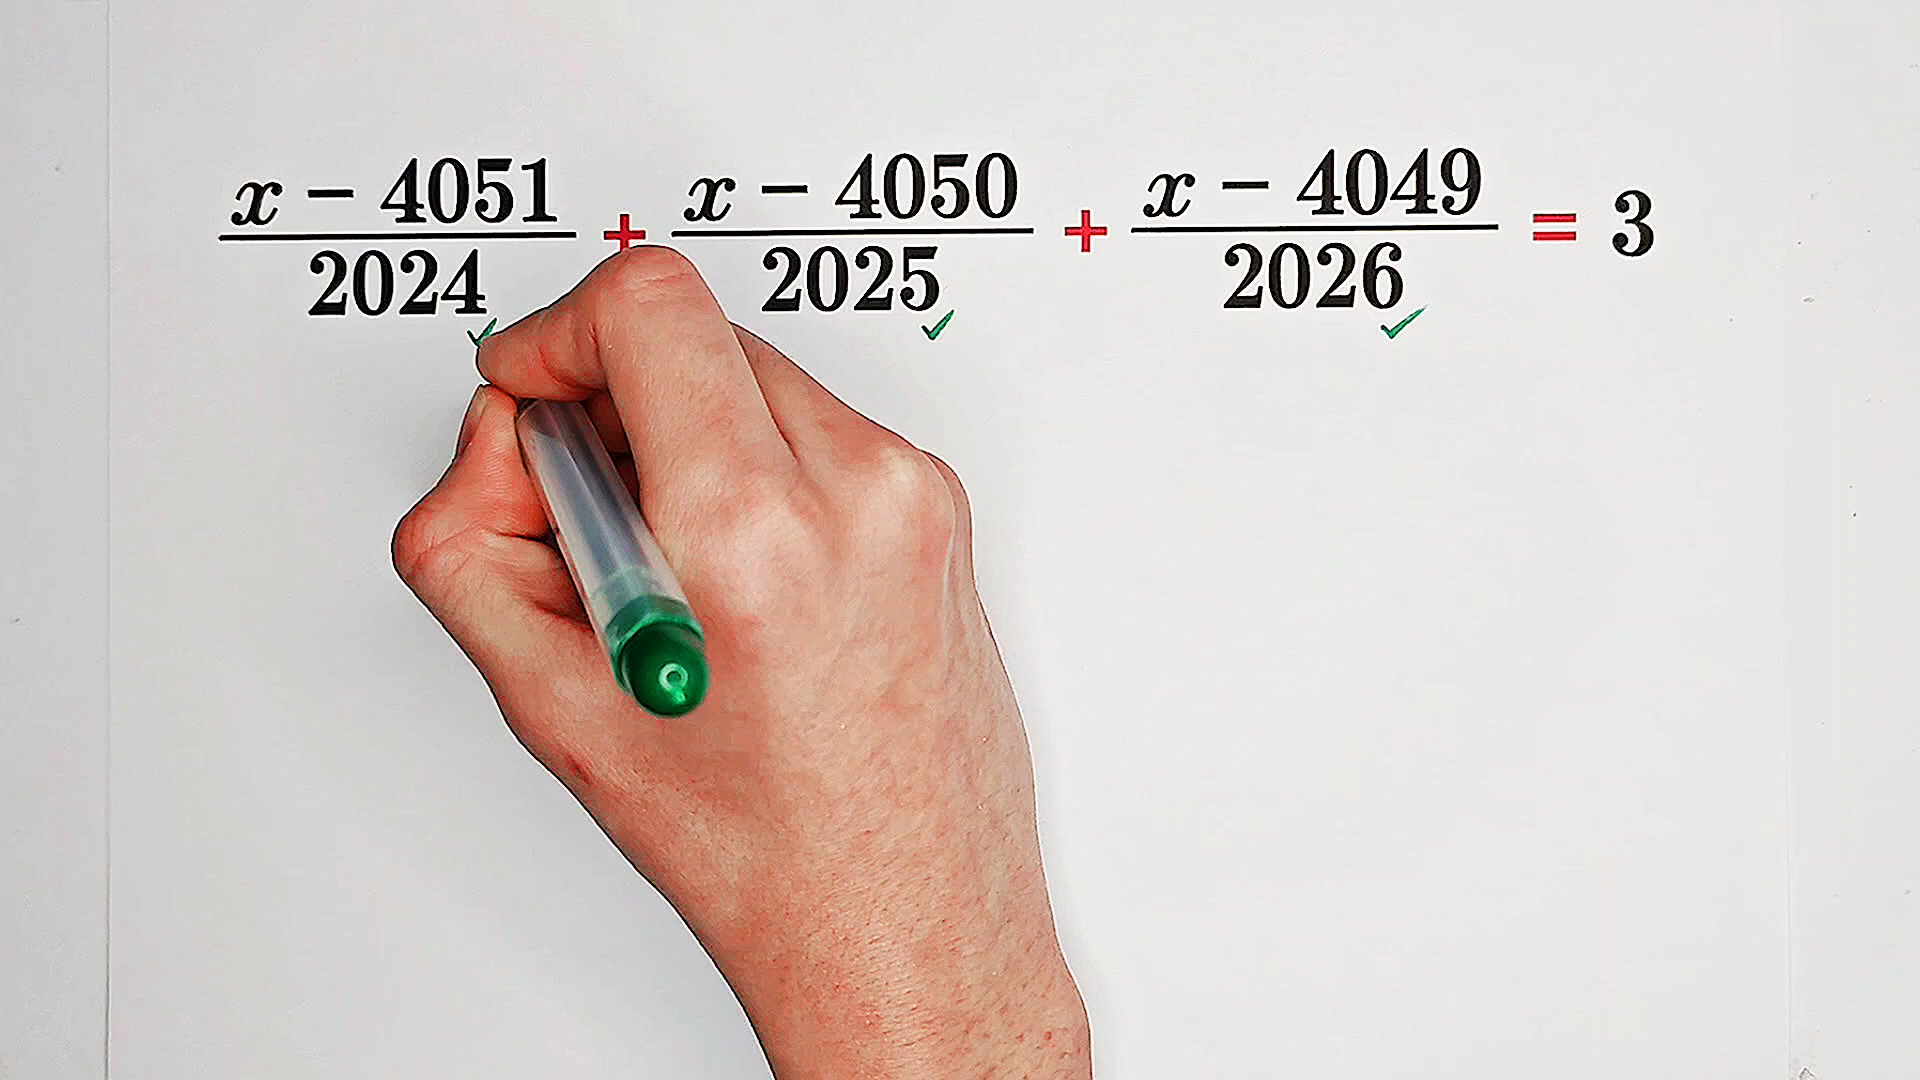 x − 4051 / 2024 + x − 4050 / 2025 + x − 4049 / 2026 = 3